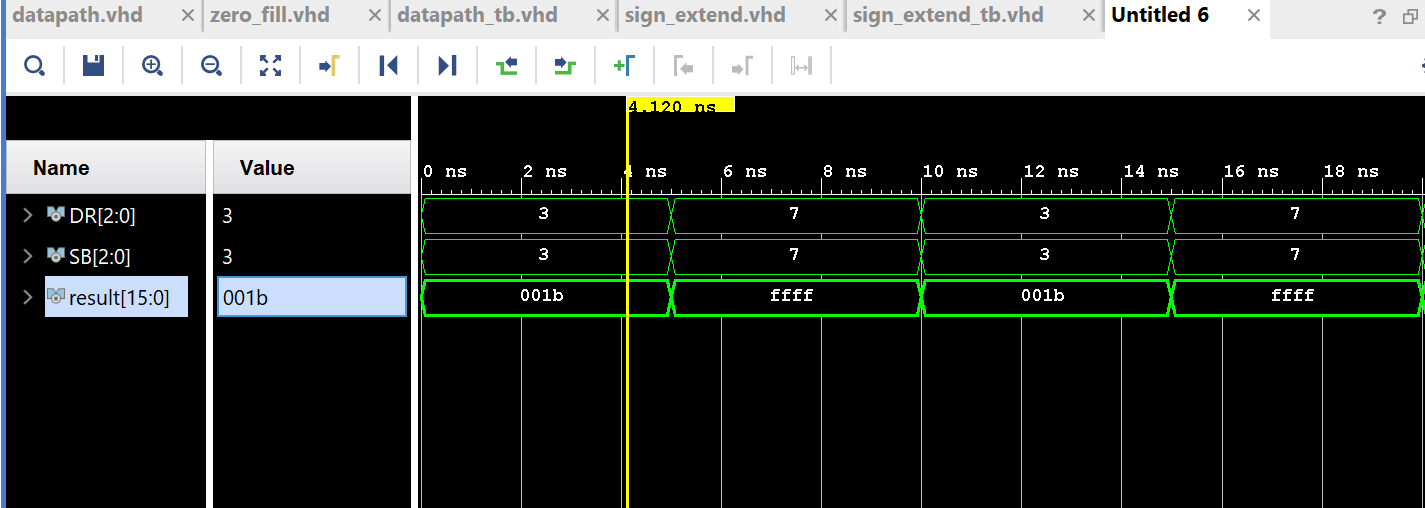 datapath.vhd × zero_fill.vhd × datapath_tb.vhd × sign_extend.vhd × sign_extend_tb.vhd × Untitled 6 × ?
4.120 ns
Name Value 0 ns 2 ns 4 ns 6 ns 8 ns 10 ns 12 ns 14 ns 16 ns 18 ns
DR[2:0] 3 3 7 3 7
SB[2:0] 3 3 7 3 7
result[15:0] 001b 001b ffff 001b ffff